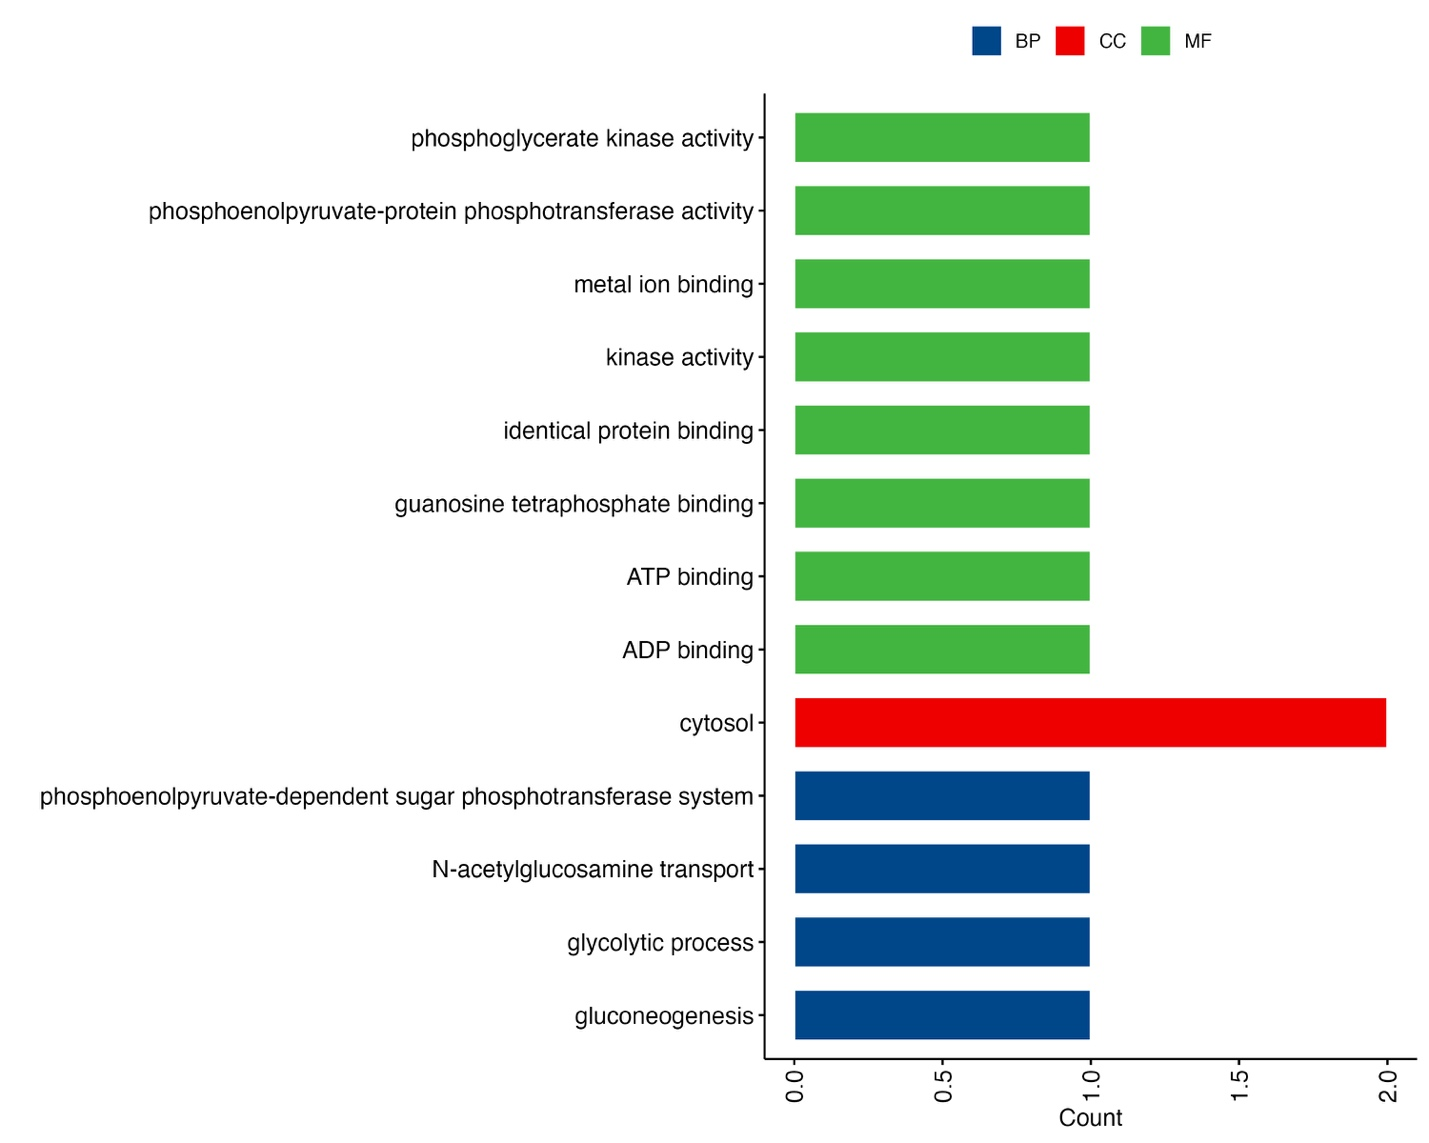 BP CC MF
phosphoglycerate kinase activity
phosphoenolpyruvate-protein phosphotransferase activity
metal ion binding
kinase activity
identical protein binding
guanosine tetraphosphate binding
ATP binding
ADP binding
cytosol
phosphoenolpyruvate-dependent sugar phosphotransferase system
N-acetylglucosamine transport
glycolytic process
gluconeogenesis
0.0 0.5 1.0 1.5 2.0
Count